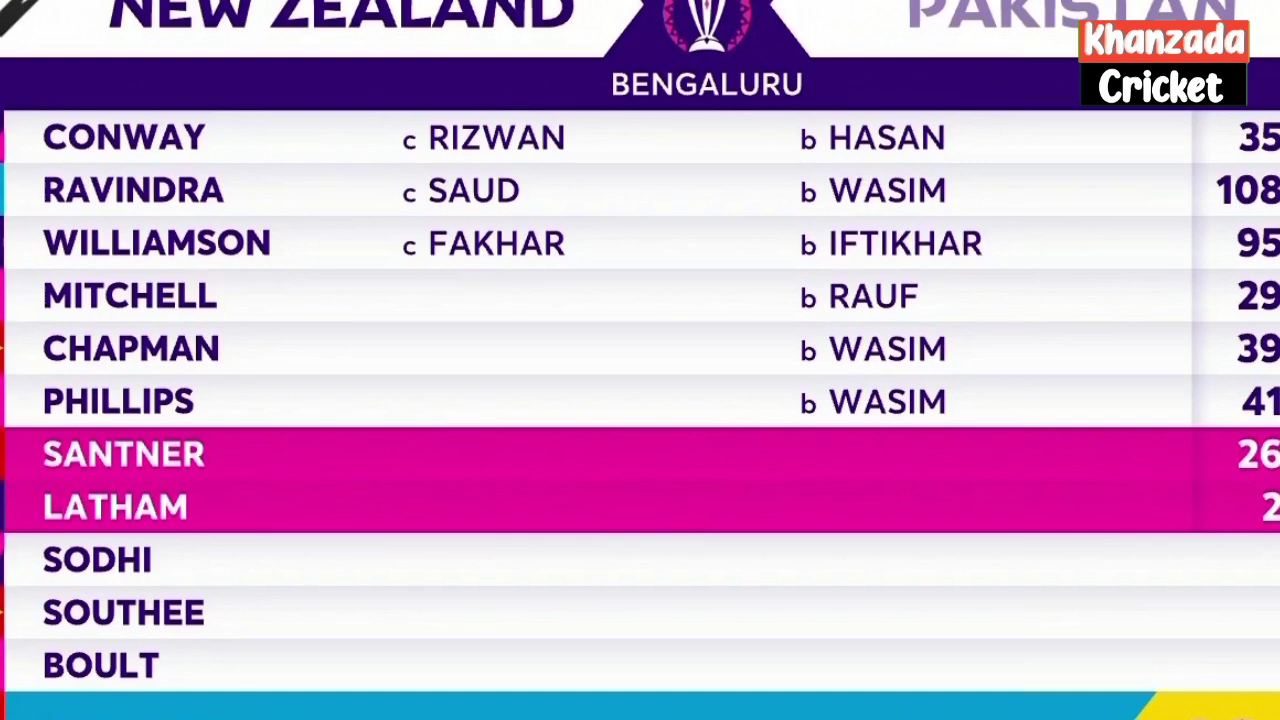 NEW ZEALAND
PAKISTAN
Khanzada
Cricket
BENGALURU
CONWAY c RIZWAN b HASAN 35
RAVINDRA c SAUD b WASIM 108
WILLIAMSON c FAKHAR b IFTIKHAR 95
MITCHELL b RAUF 29
CHAPMAN b WASIM 39
PHILLIPS b WASIM 41
SANTNER 26
LATHAM 2
SODHI
SOUTHEE
BOULT